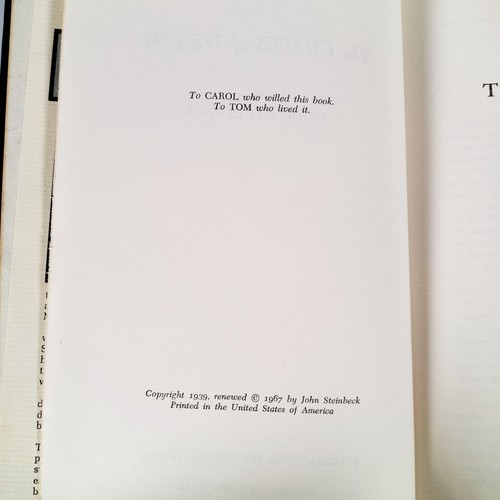 To CAROL who willed this book.
To TOM who lived it.
Copyright 1939, renewed © 1967 by John Steinbeck
Printed in the United States of America
T